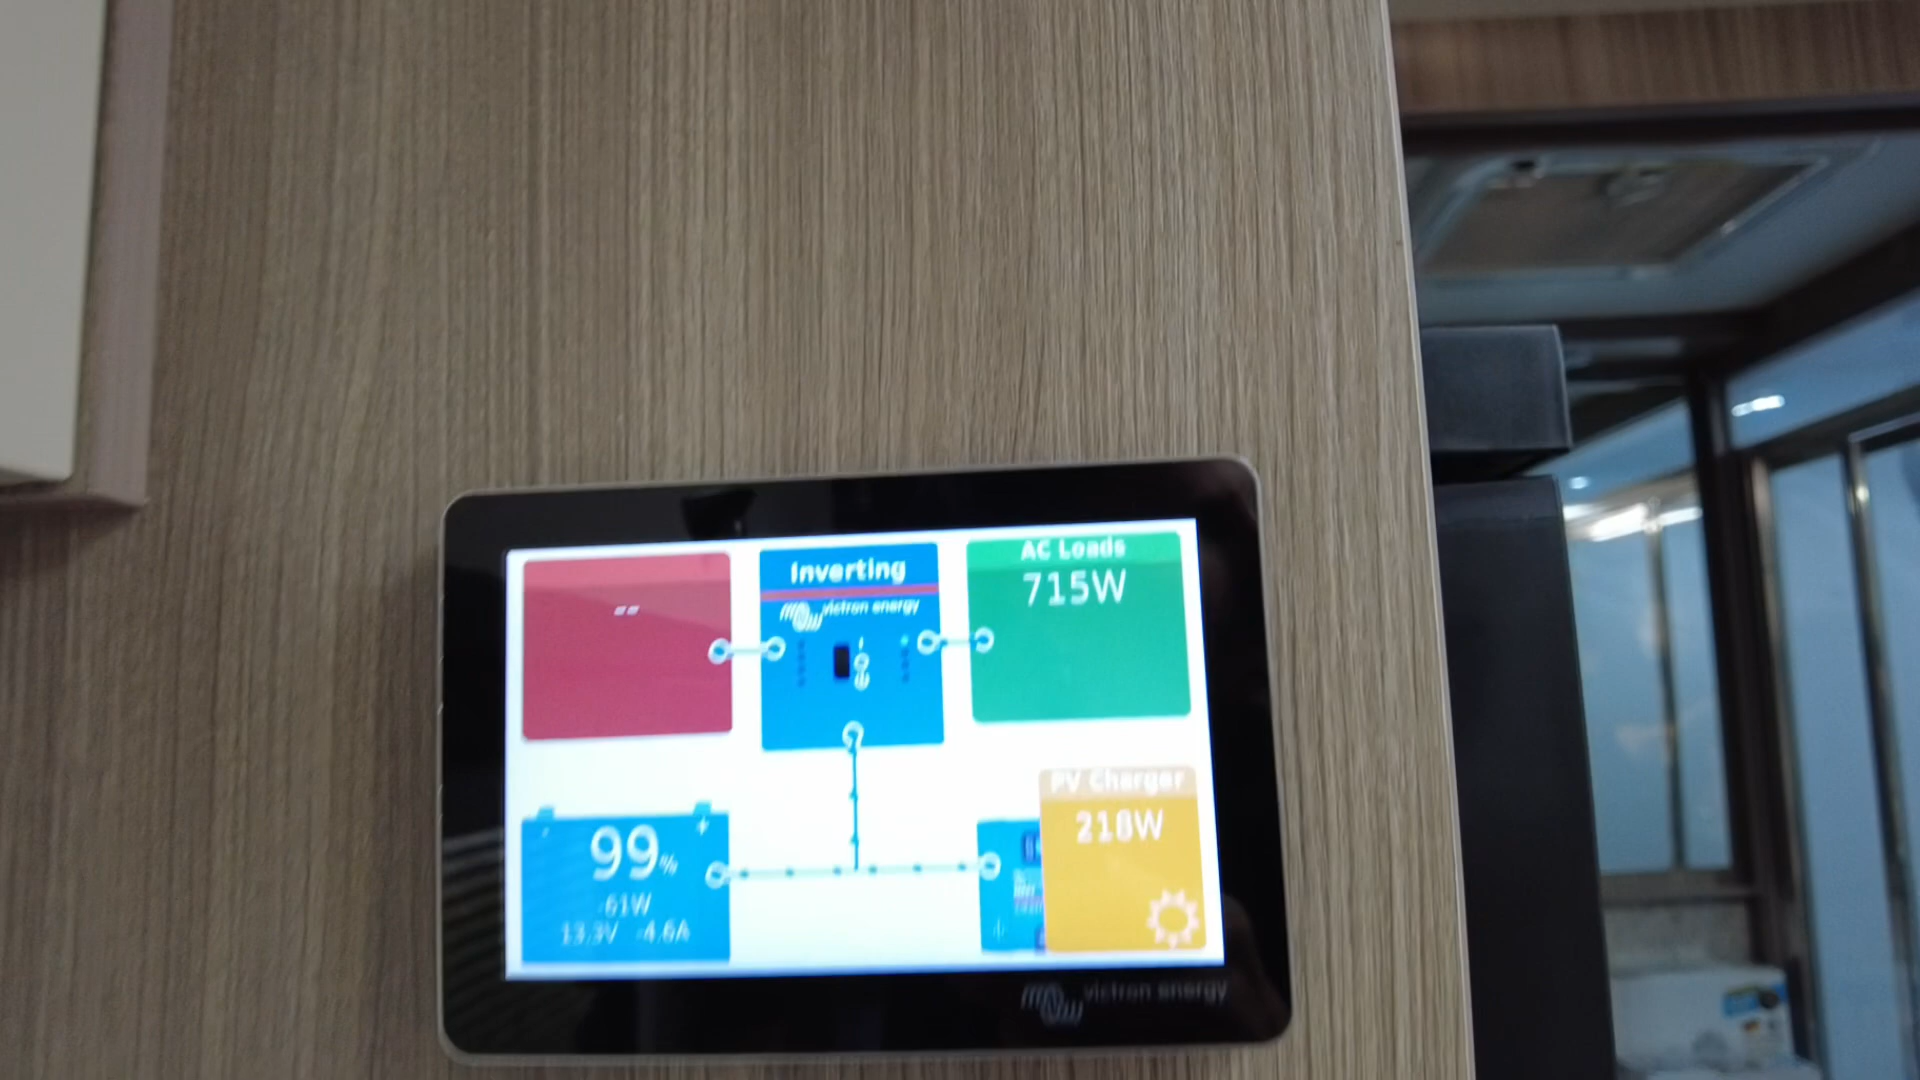 --
Inverting
victron energy
AC Loads
715W
99%
-61W
13.3V -4.6A
PV Charger
218W
victron energy